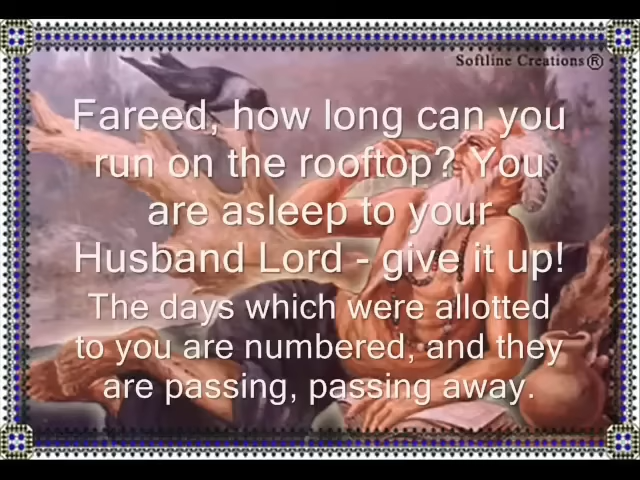 Softline Creations®
Fareed, how long can you
run on the rooftop? You
are asleep to your
Husband Lord - give it up!
The days which were allotted
to you are numbered, and they
are passing, passing away.